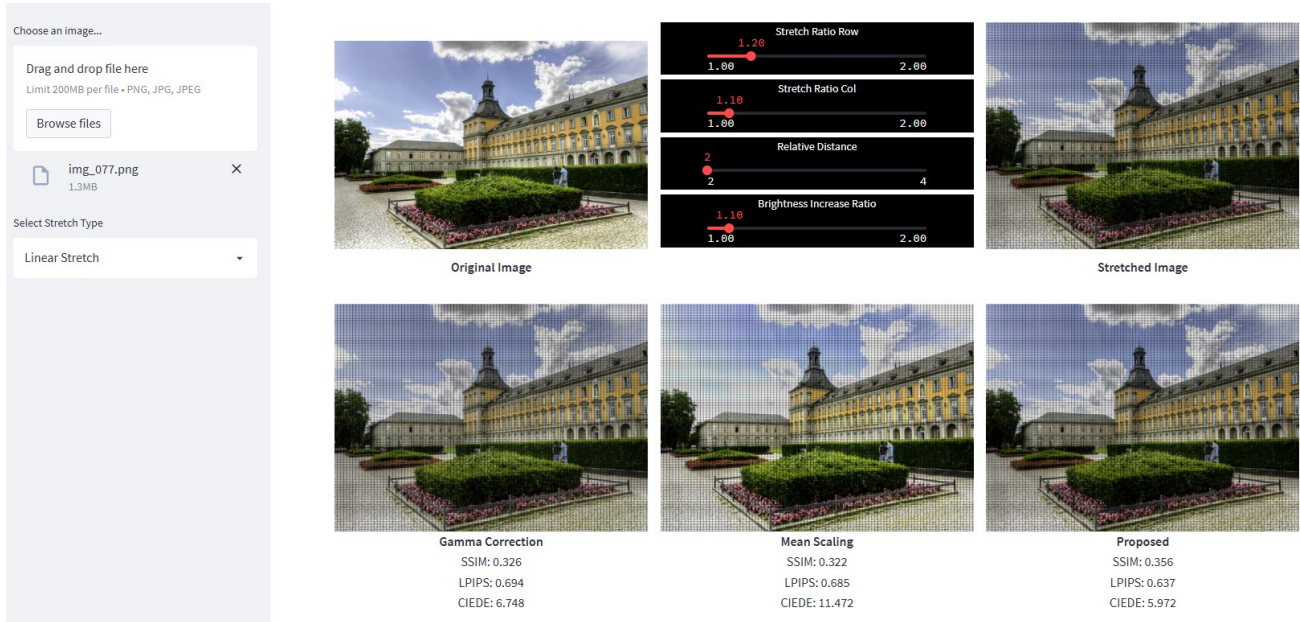 Choose an image...
Drag and drop file here
Limit 200MB per file • PNG, JPG, JPEG
Browse files
img_077.png
1.3MB
Select Stretch Type
Linear Stretch
Original Image
Stretch Ratio Row
1.20
1.00 2.00
Stretch Ratio Col
1.10
1.00 2.00
Relative Distance
2
2 4
Brightness Increase Ratio
1.10
1.00 2.00
Stretched Image
Gamma Correction
SSIM: 0.326
LPIPS: 0.694
CIEDE: 6.748
Mean Scaling
SSIM: 0.322
LPIPS: 0.685
CIEDE: 11.472
Proposed
SSIM: 0.356
LPIPS: 0.637
CIEDE: 5.972